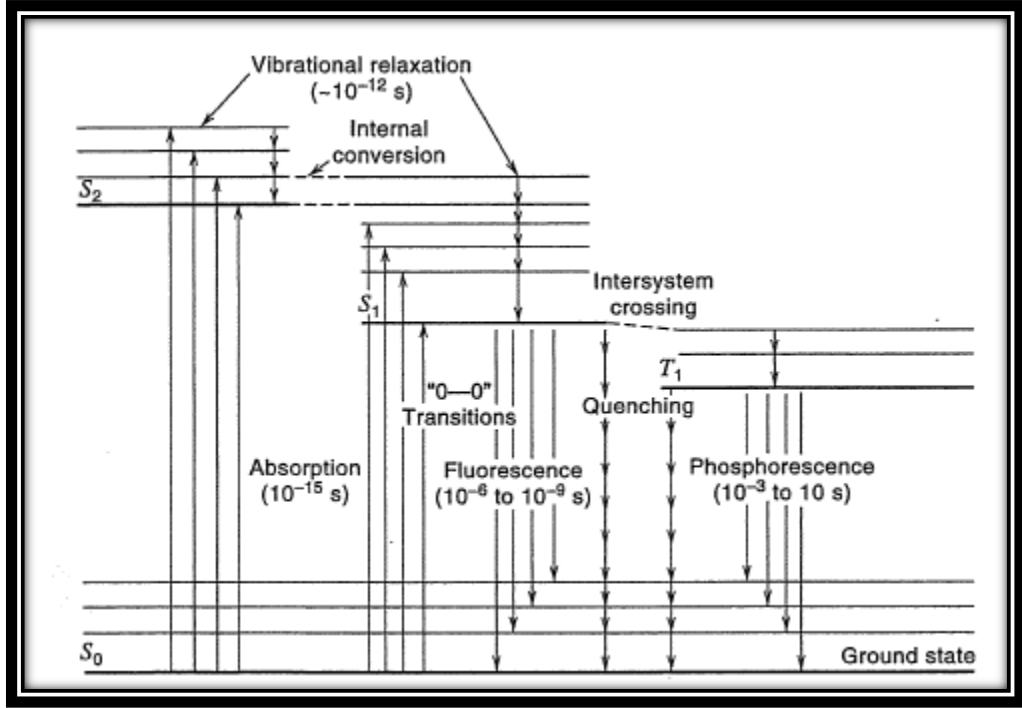 Vibrational relaxation
(~10⁻¹² s)
Internal
conversion
S₂
Intersystem
crossing
S₁
T₁
"0—0"
Transitions
Quenching
Absorption
(10⁻¹⁵ s)
Fluorescence
(10⁻⁶ to 10⁻⁹ s)
Phosphorescence
(10⁻³ to 10 s)
S₀
Ground state